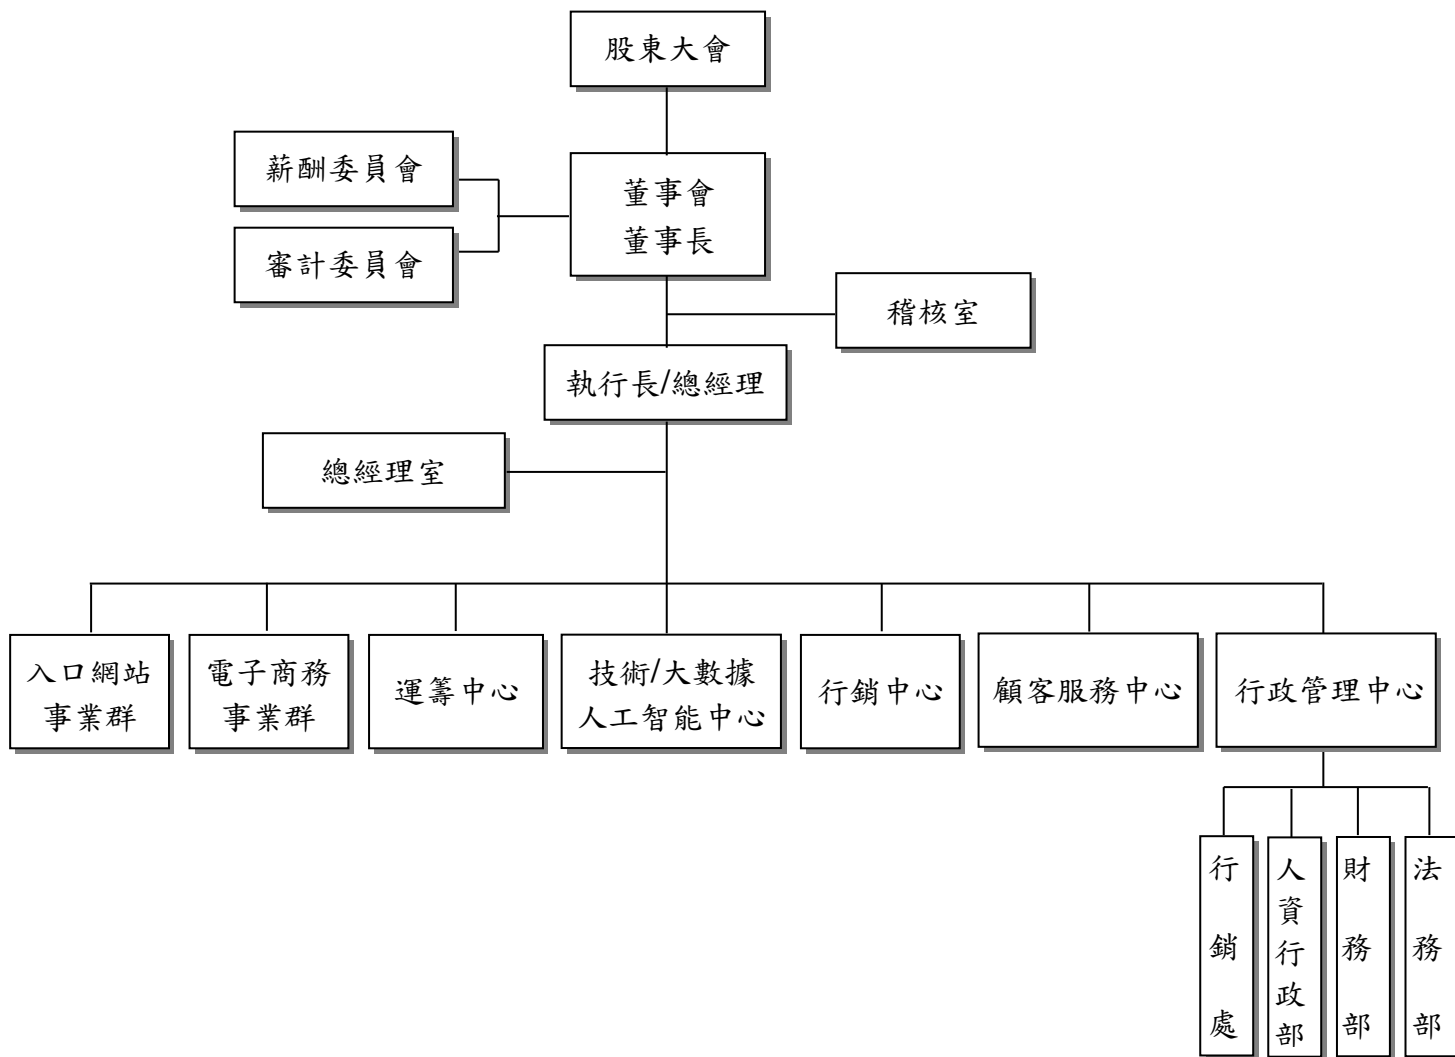 股東大會
薪酬委員會
董事會
董事長
審計委員會
稽核室
執行長/總經理
總經理室
入口網站
事業群
電子商務
事業群
運籌中心
技術/大數據
人工智能中心
行銷中心
顧客服務中心
行政管理中心
行銷處
人資行政部
財務部
法務部